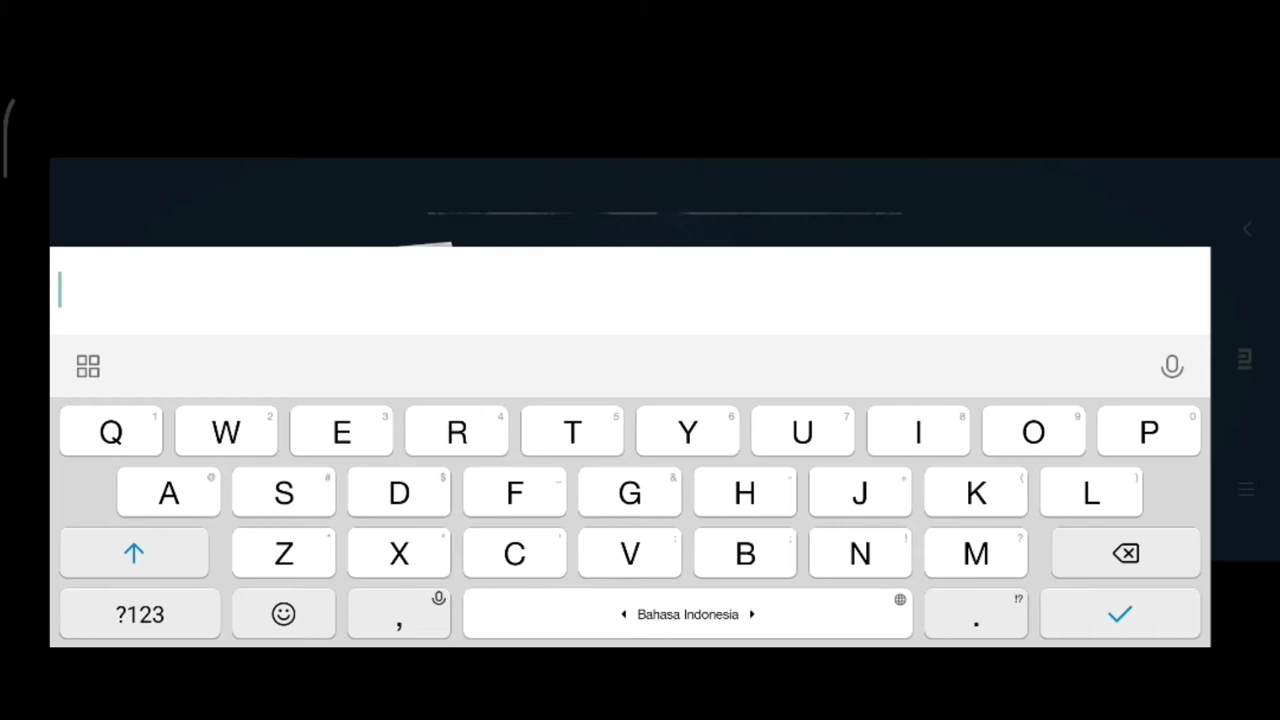 Q 1 W 2 E 3 R 4 T 5 Y 6 U 7 I 8 O 9 P 0
A @ S # D $ F _ G & H - J + K ( L )
Z * X " C ' V : B ; N ! M ?
?123 , Bahasa Indonesia . !?